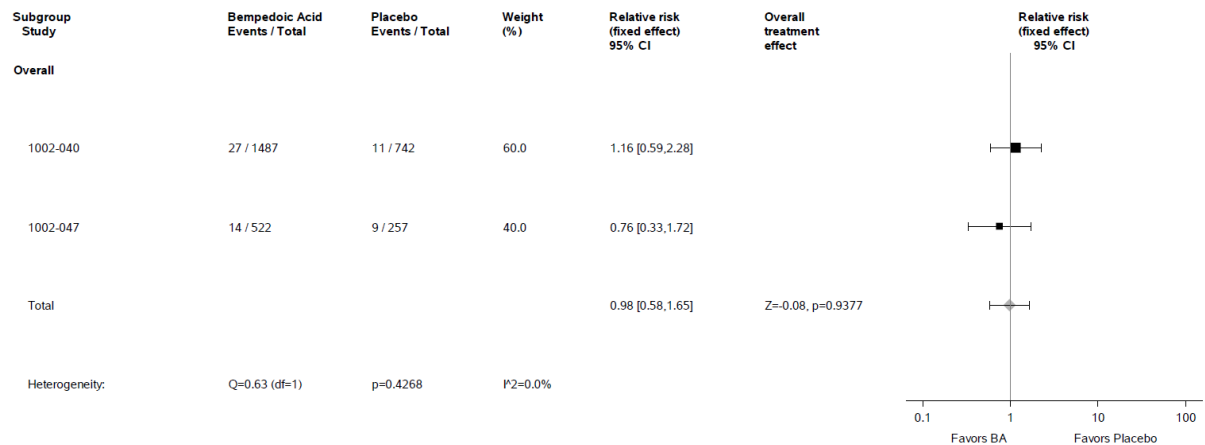 Subgroup Bempedoic Acid Placebo Weight Relative risk Overall Relative risk
Study Events / Total Events / Total (%) (fixed effect) treatment (fixed effect)
95% CI effect 95% CI
Overall
1002-040 27 / 1487 11 / 742 60.0 1.16 [0.59,2.28]
1002-047 14 / 522 9 / 257 40.0 0.76 [0.33,1.72]
Total 0.98 [0.58,1.65] Z=-0.08, p=0.9377
Heterogeneity: Q=0.63 (df=1) p=0.4268 I^2=0.0%
0.1 1 10 100
Favors BA Favors Placebo